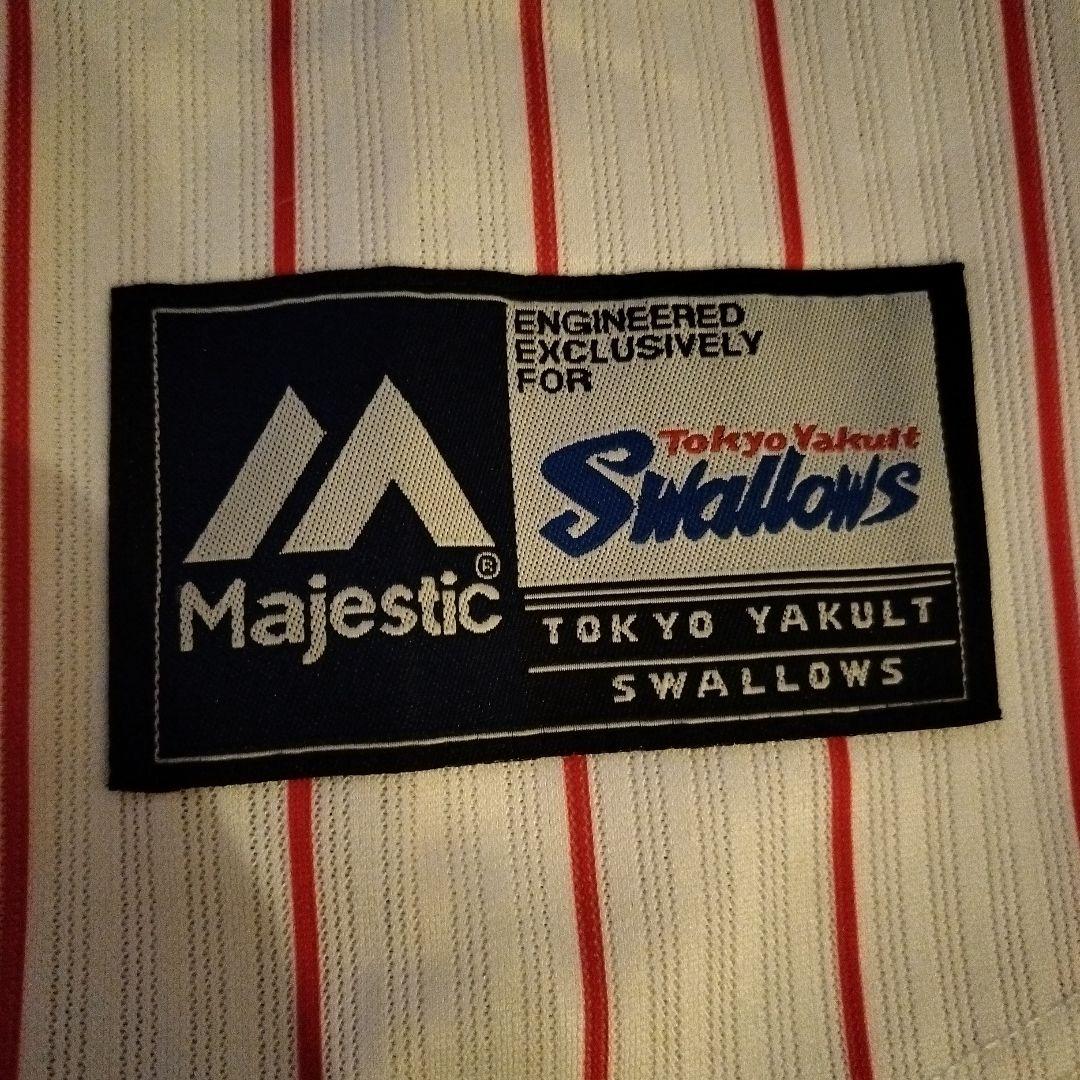 Majestic®
ENGINEERED
EXCLUSIVELY
FOR
Tokyo Yakult
Swallows
TOKYO YAKULT
SWALLOWS